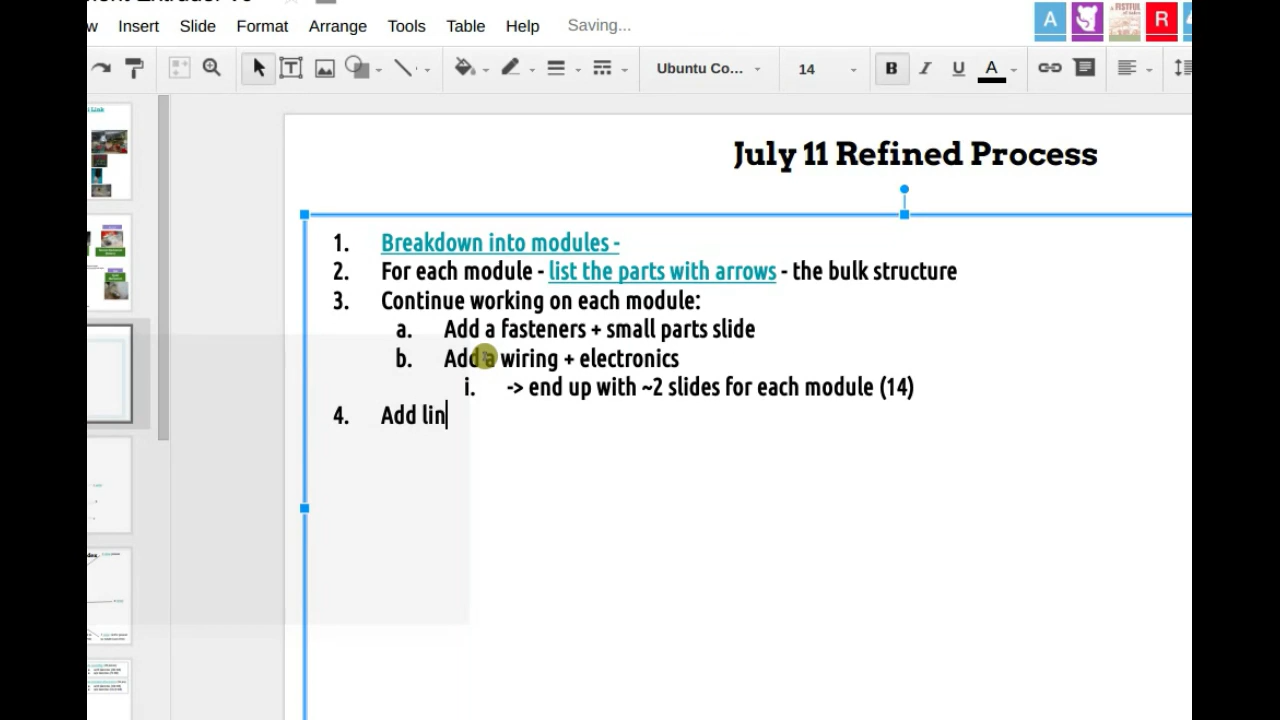 Insert Slide Format Arrange Tools Table Help Saving...
Ubuntu Co... 14 B I U A
July 11 Refined Process
1. Breakdown into modules -
2. For each module - list the parts with arrows - the bulk structure
3. Continue working on each module:
a. Add a fasteners + small parts slide
b. Add a wiring + electronics
i. -> end up with ~2 slides for each module (14)
4. Add lin